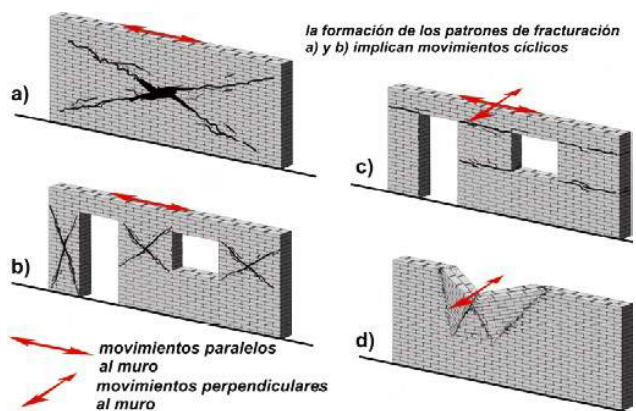 la formación de los patrones de fracturación
a) y b) implican movimientos cíclicos
a)
c)
b)
d)
movimientos paralelos
al muro
movimientos perpendiculares
al muro